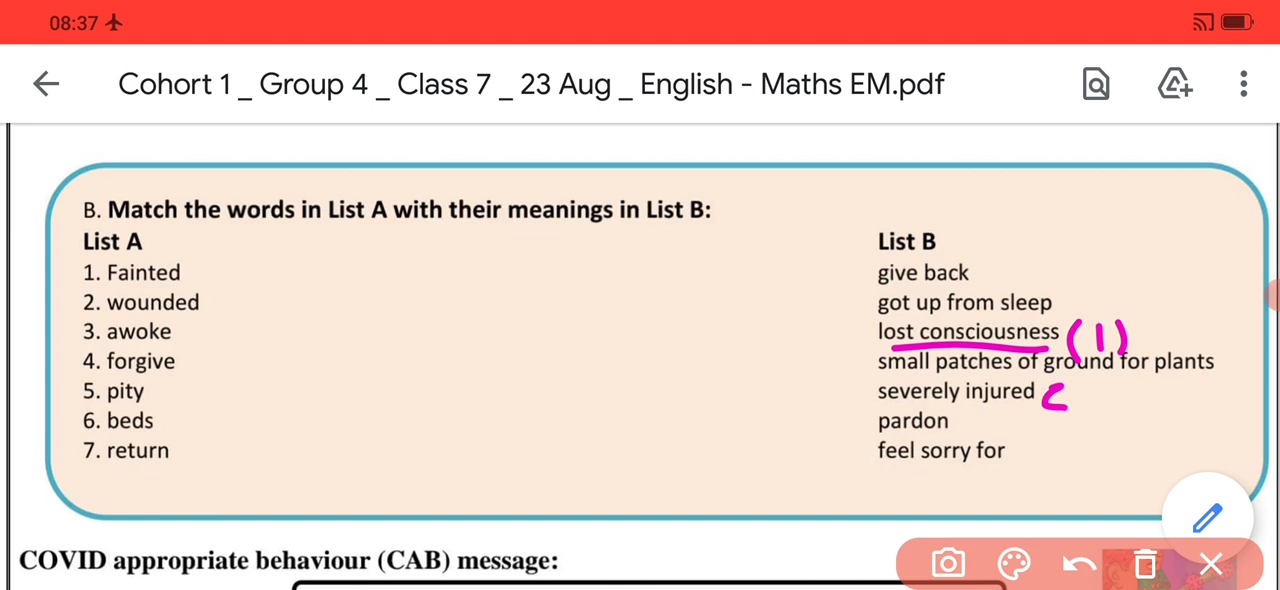 08:37
Cohort 1 _ Group 4 _ Class 7 _ 23 Aug _ English - Maths EM.pdf
B. Match the words in List A with their meanings in List B:
List A List B
1. Fainted give back
2. wounded got up from sleep
3. awoke lost consciousness (1)
4. forgive small patches of ground for plants
5. pity severely injured
6. beds pardon
7. return feel sorry for
COVID appropriate behaviour (CAB) message: